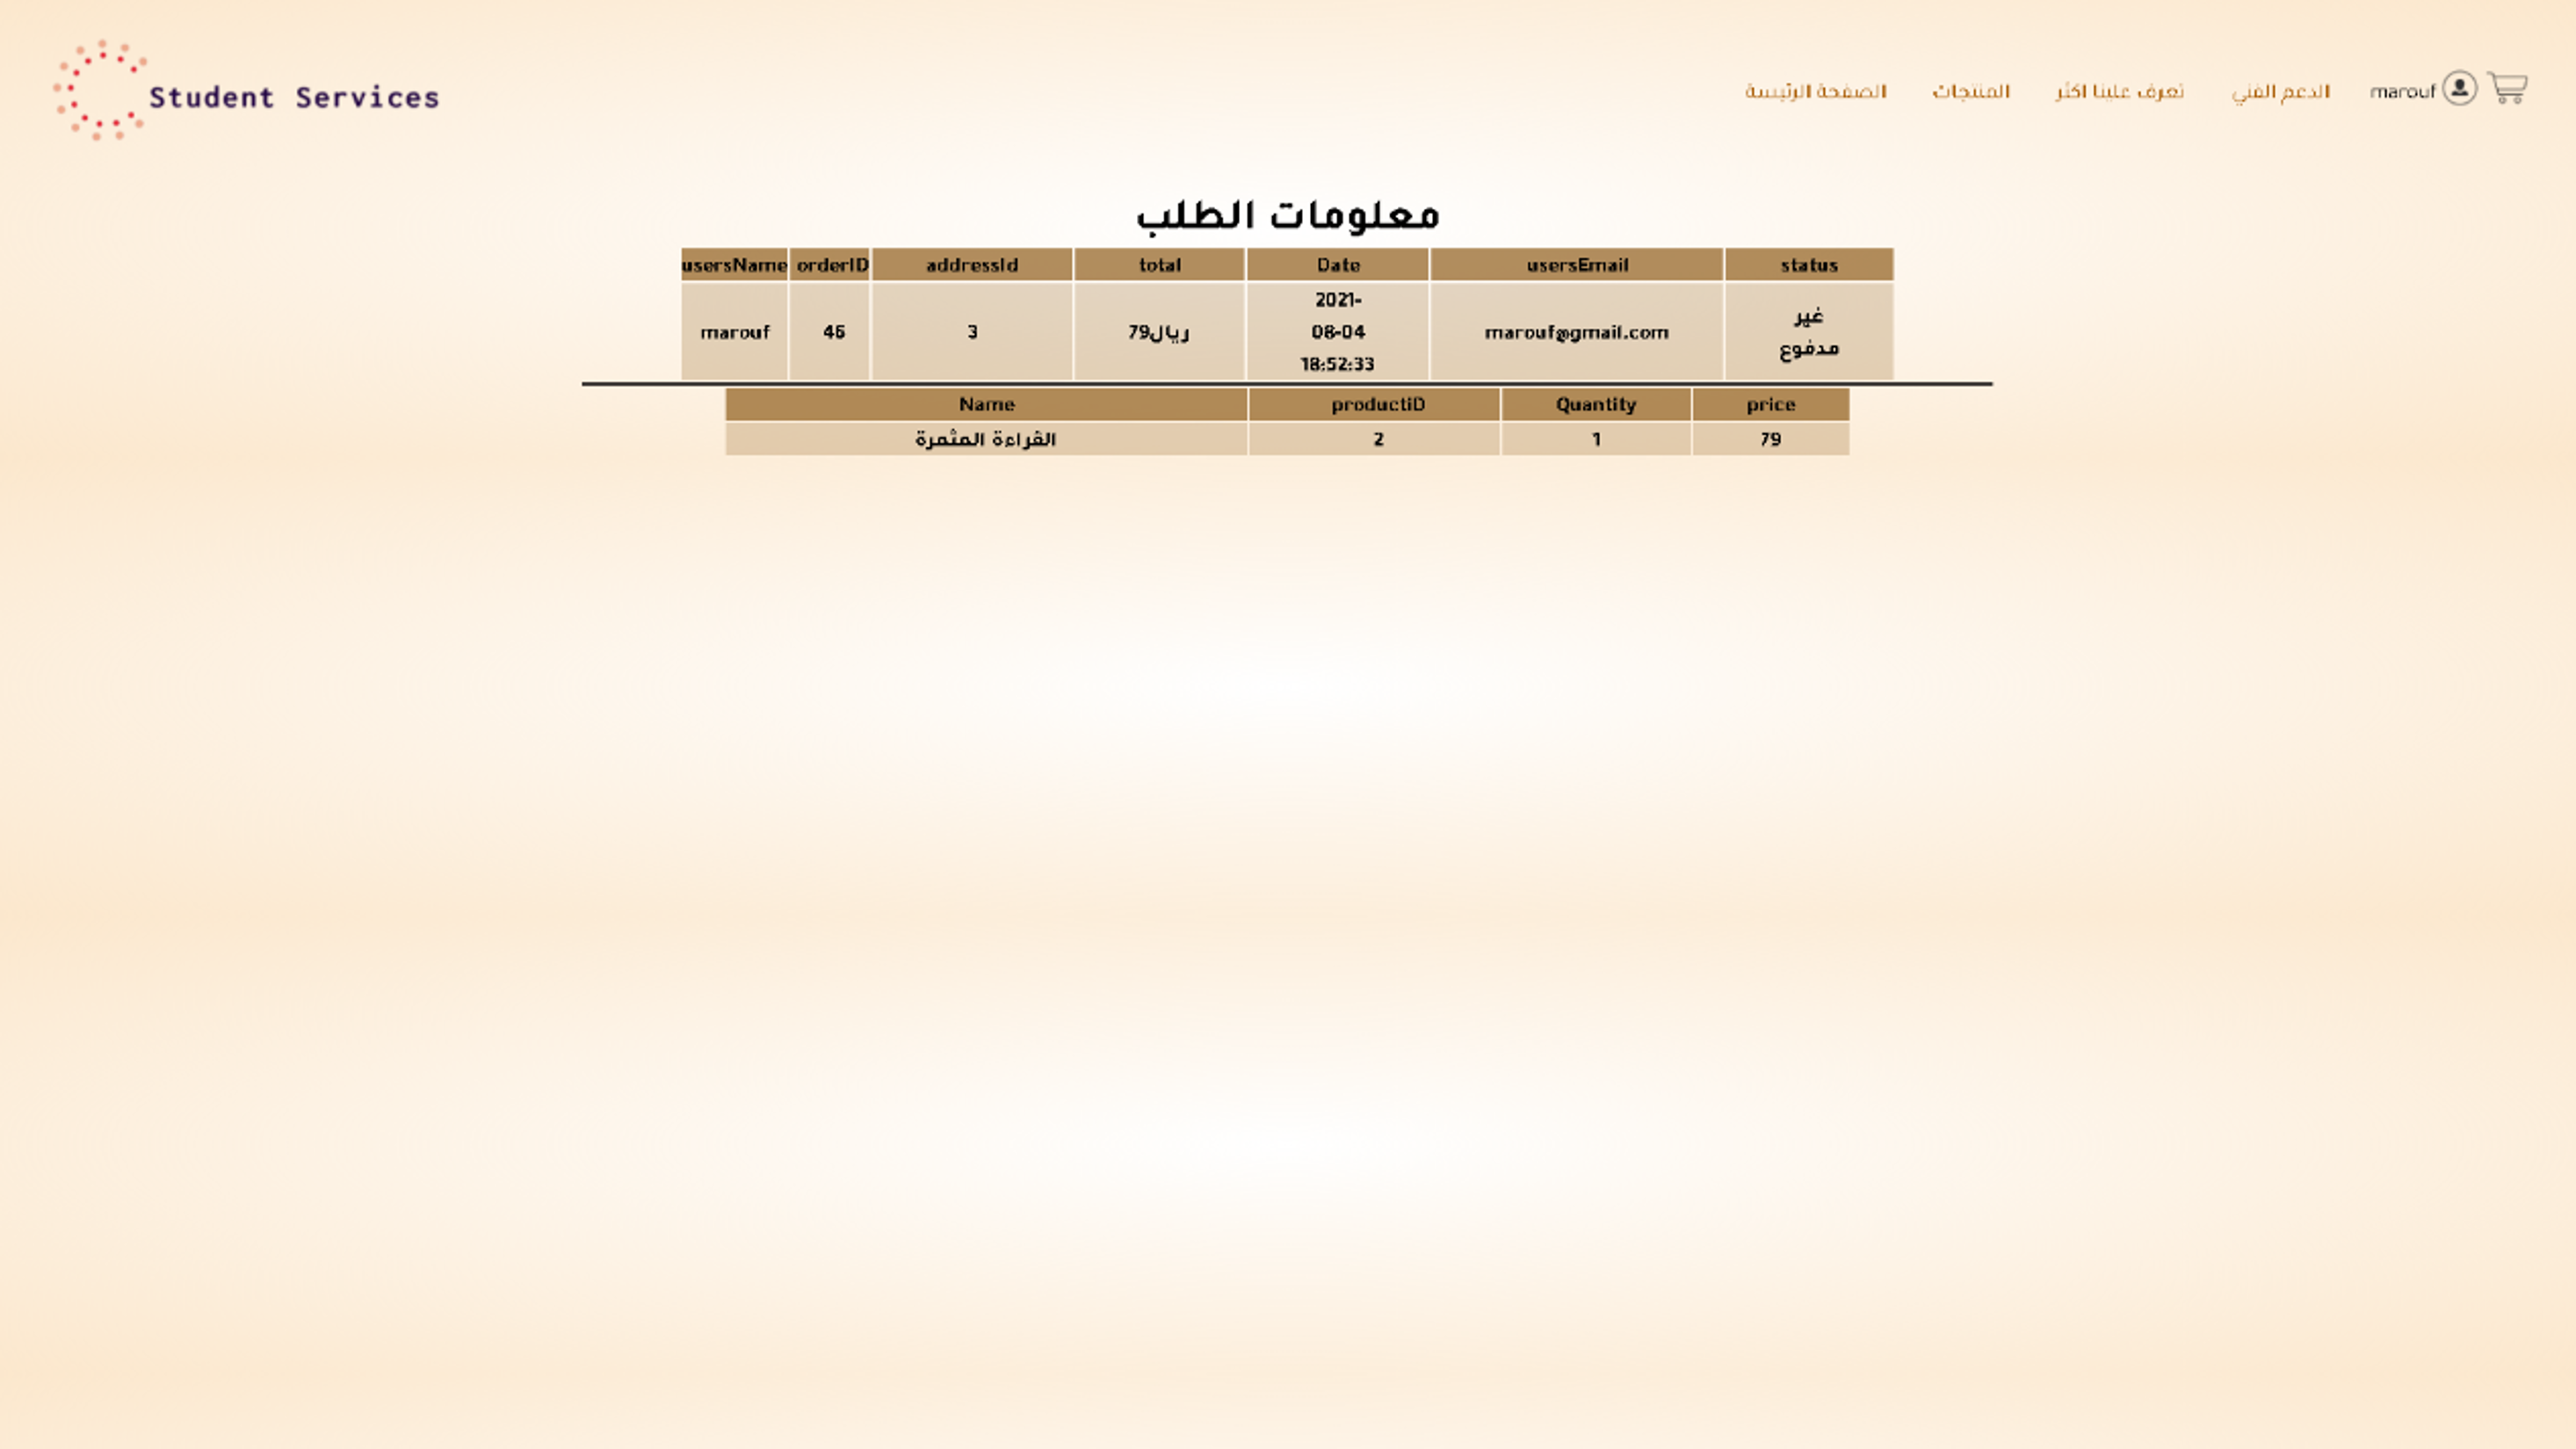 Student Services
الصفحة الرئيسة المنتجات تعرف علينا اكثر الدعم الفني marouf
معلومات الطلب
usersName orderID addressId total Date usersEmail status
marouf 46 3 79ريال 2021-08-04 18:52:33 marouf@gmail.com غير مدفوع
Name productiD Quantity price
القراءة المثمرة 2 1 79